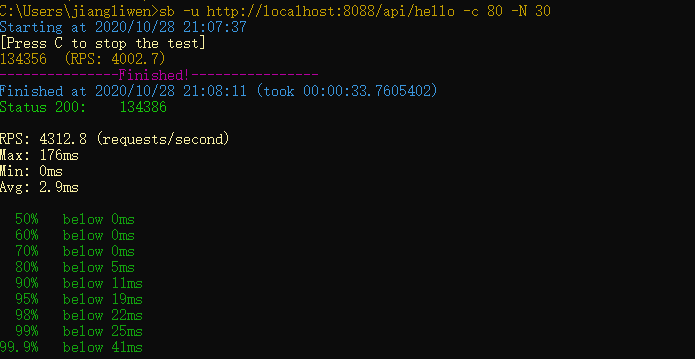 C:\Users\jiangliwen>sb -u http://localhost:8088/api/hello -c 80 -N 30
Starting at 2020/10/28 21:07:37
[Press C to stop the test]
134356  (RPS: 4002.7)
---------------Finished!----------------
Finished at 2020/10/28 21:08:11 (took 00:00:33.7605402)
Status 200:    134386

RPS: 4312.8 (requests/second)
Max: 176ms
Min: 0ms
Avg: 2.9ms

  50%   below 0ms
  60%   below 0ms
  70%   below 0ms
  80%   below 5ms
  90%   below 11ms
  95%   below 19ms
  98%   below 22ms
  99%   below 25ms
99.9%   below 41ms